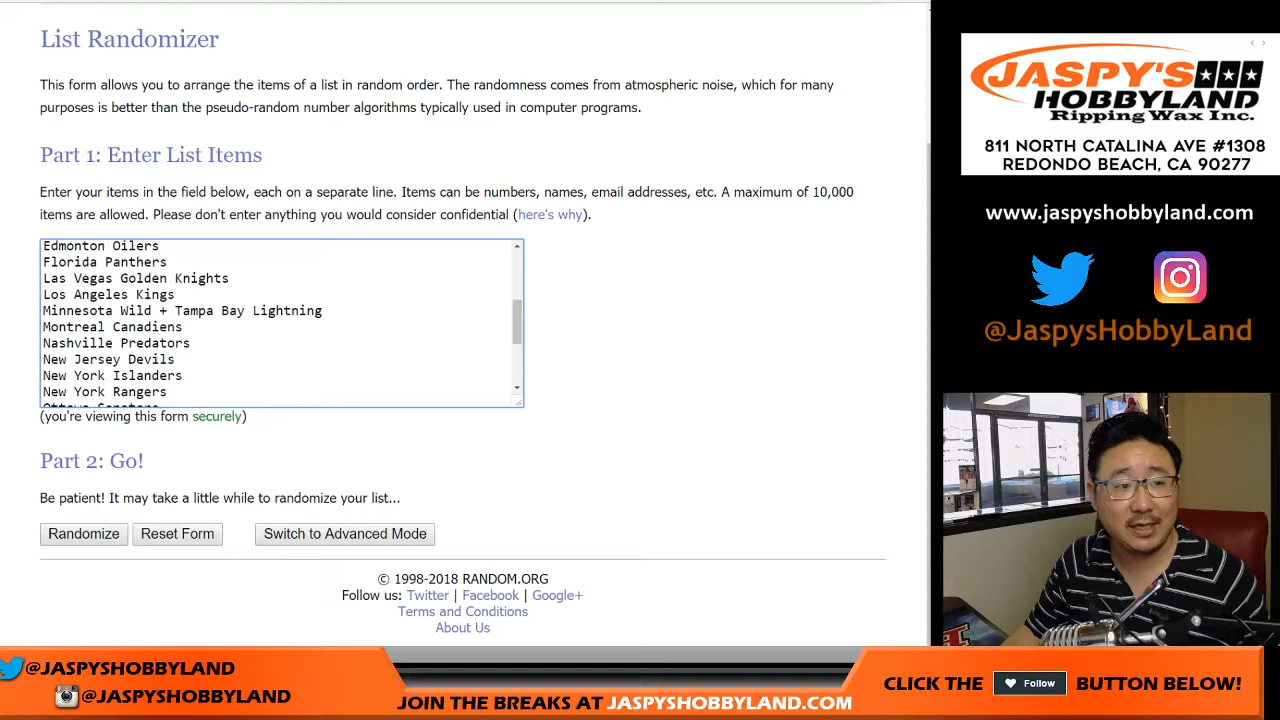 List Randomizer
This form allows you to arrange the items of a list in random order. The randomness comes from atmospheric noise, which for many
purposes is better than the pseudo-random number algorithms typically used in computer programs.
Part 1: Enter List Items
Enter your items in the field below, each on a separate line. Items can be numbers, names, email addresses, etc. A maximum of 10,000
items are allowed. Please don't enter anything you would consider confidential (here's why).
Edmonton Oilers
Florida Panthers
Las Vegas Golden Knights
Los Angeles Kings
Minnesota Wild + Tampa Bay Lightning
Montreal Canadiens
Nashville Predators
New Jersey Devils
New York Islanders
New York Rangers
(you're viewing this form securely)
Part 2: Go!
Be patient! It may take a little while to randomize your list...
Randomize
Reset Form
Switch to Advanced Mode
© 1998-2018 RANDOM.ORG
Follow us: Twitter | Facebook | Google+
Terms and Conditions
About Us
JASPY'S
HOBBYLAND
Ripping Wax Inc.
811 NORTH CATALINA AVE #1308
REDONDO BEACH, CA 90277
www.jaspyshobbyland.com
@JaspysHobbyLand
@JASPYSHOBBYLAND
@JASPYSHOBBYLAND
JOIN THE BREAKS AT JASPYSHOBBYLAND.COM
CLICK THE Follow BUTTON BELOW!